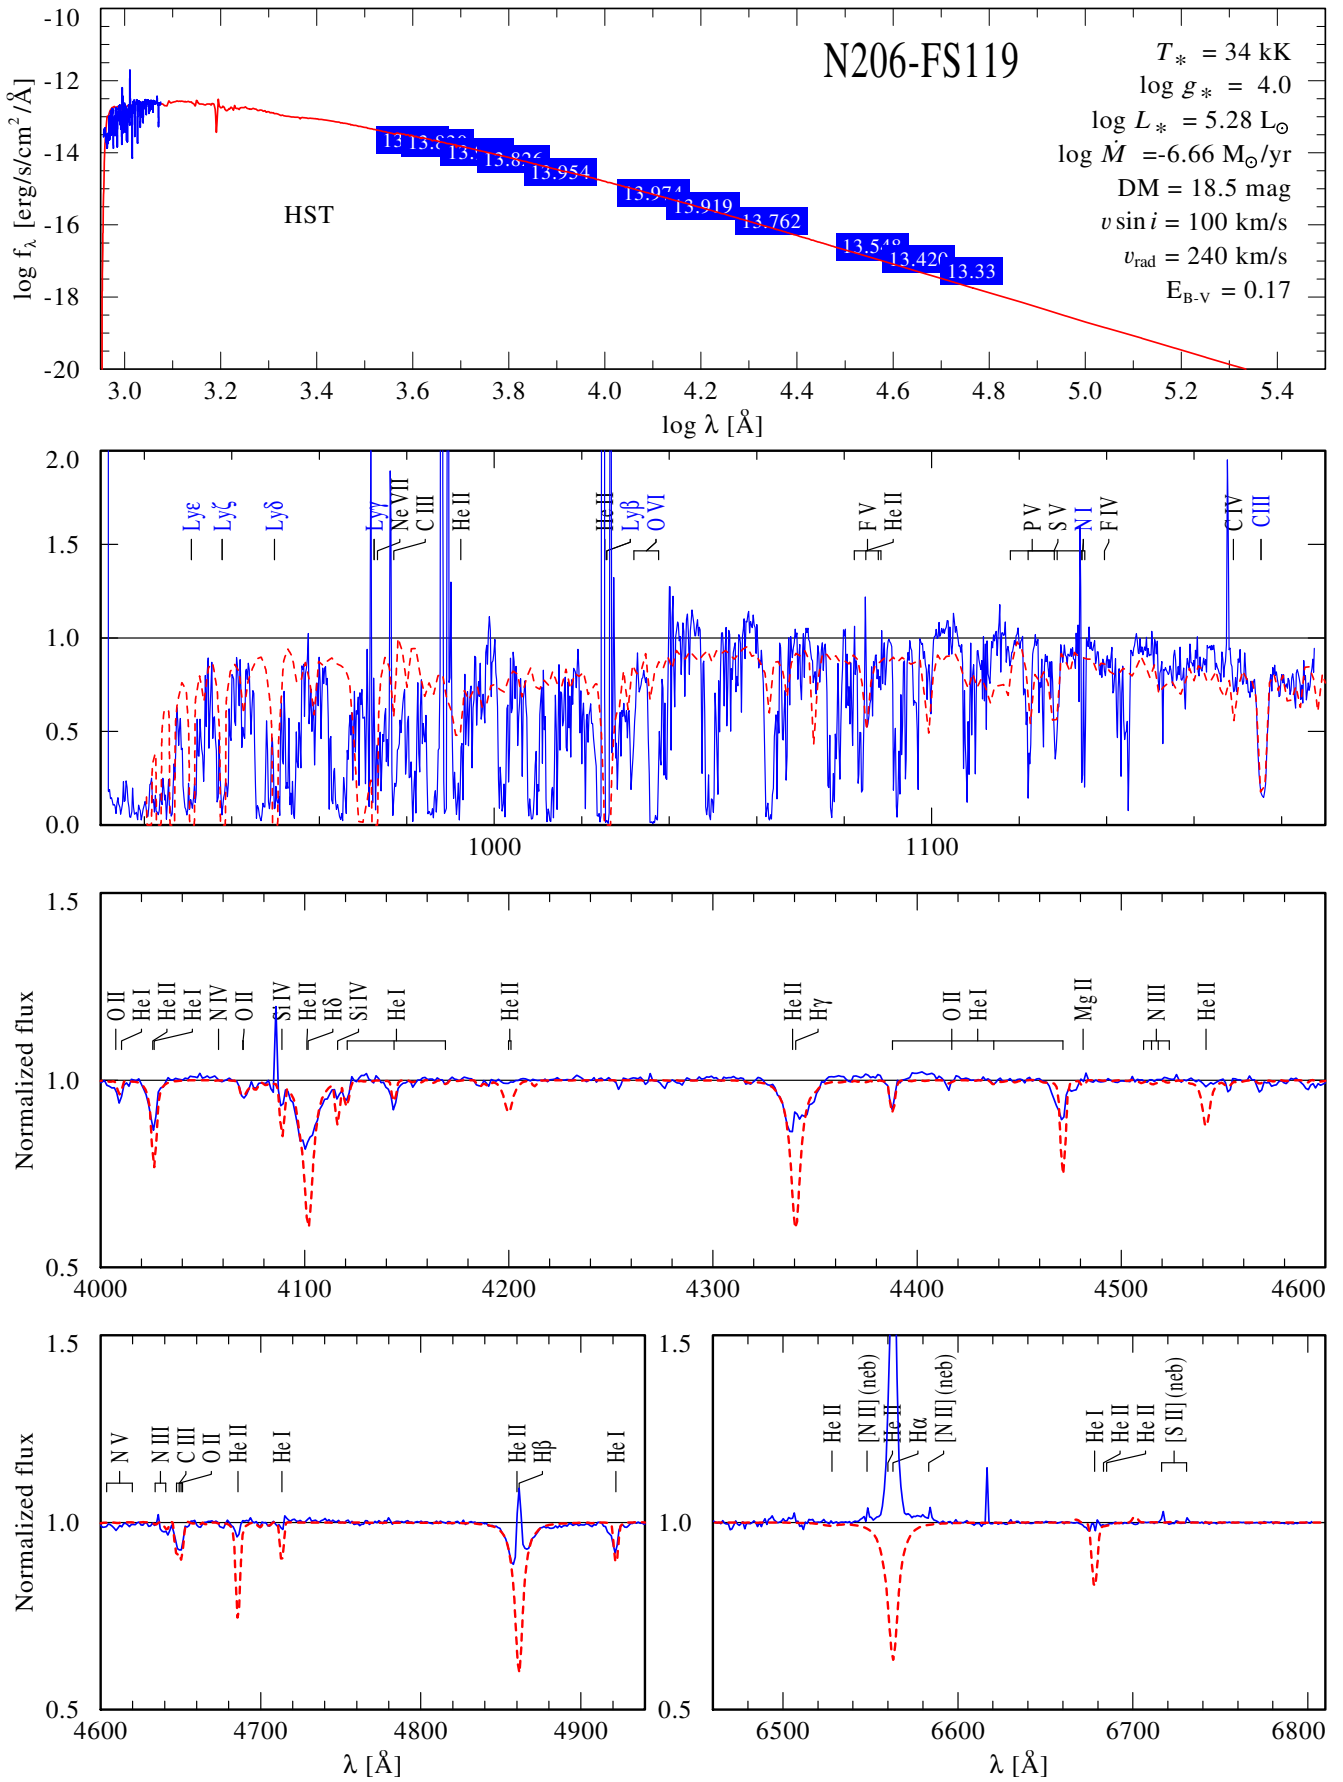 N206-FS119
T* = 34 kK
log g* = 4.0
log L* = 5.28 L⊙
log Ṁ =-6.66 M⊙/yr
DM = 18.5 mag
v sin i = 100 km/s
vrad = 240 km/s
EB-V = 0.17
log fλ [erg/s/cm2/Å]
-10
-12
-14
-16
-18
-20
HST
13.954
13.974
13.919
13.762
13.548
13.420
13.33
3.0 3.2 3.4 3.6 3.8 4.0 4.2 4.4 4.6 4.8 5.0 5.2 5.4
log λ [Å]
2.0
1.5
1.0
0.5
0.0
Lyε Lyζ Lyδ Lyγ Ne VII C III He II He II Lyβ O VI F V He II P V S V N I F IV C IV CIII
1000 1100
Normalized flux
1.5
1.0
0.5
O II He I He II He I N IV O II Si IV He II Hδ Si IV He I He II He II Hγ O II He I Mg II N III He II
4000 4100 4200 4300 4400 4500 4600
Normalized flux
1.5
1.0
0.5
N V N III C III O II He II He I He II Hβ He I
4600 4700 4800 4900
λ [Å]
1.5
1.0
0.5
He II [N II] (neb) He II Hα [N II] (neb) He I He II He II [S II] (neb)
6500 6600 6700 6800
λ [Å]